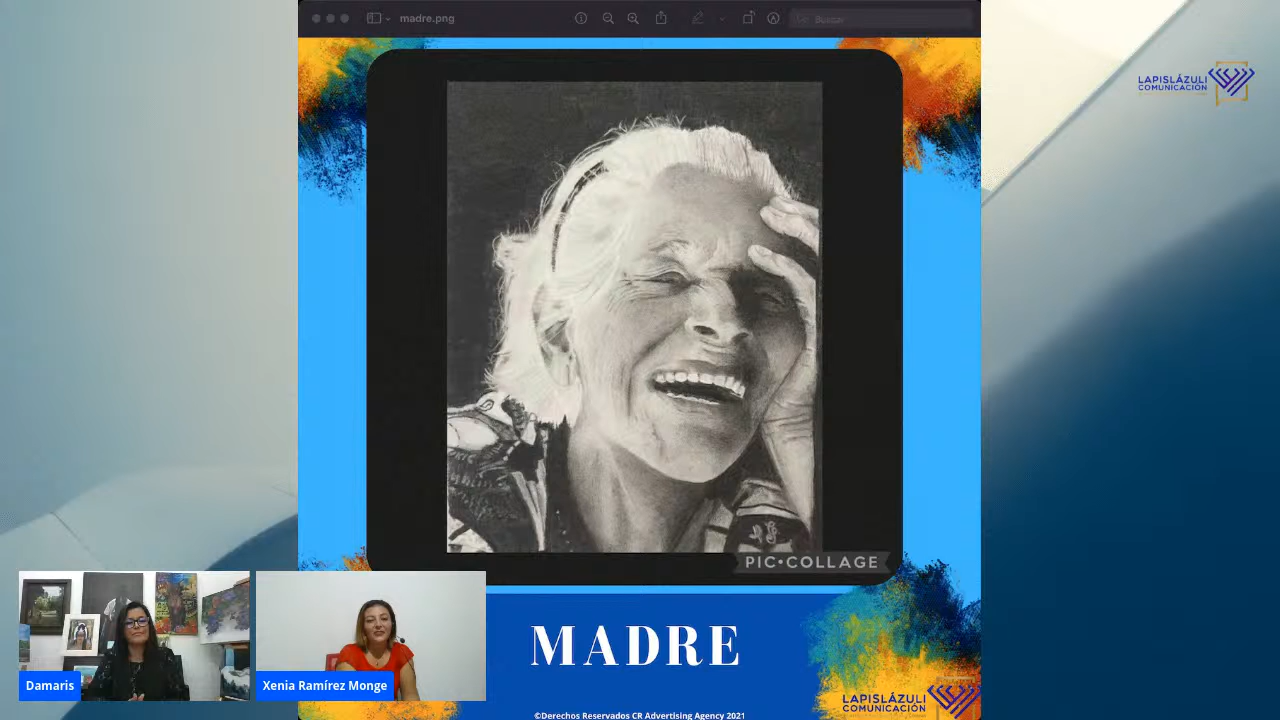 madre.png
Buscar
LAPISLÁZULI
COMUNICACIÓN
PIC•COLLAGE
MADRE
Damaris
Xenia Ramírez Monge
LAPISLÁZULI
COMUNICACIÓN
©Derechos Reservados CR Advertising Agency 2021